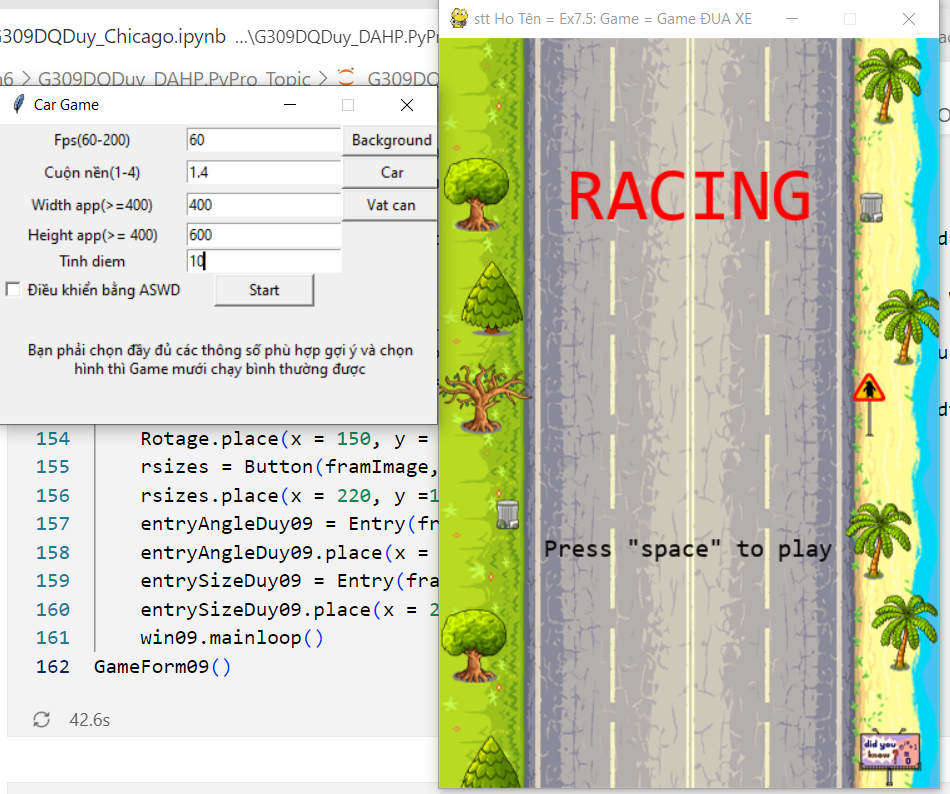 G309DQDuy_Chicago.ipynb ...\G309DQDuy_DAHP.PyPr
G309DQDuy_DAHP.PyPro_Topic > G309DQ
Car Game
Fps(60-200) 60 Background
Cuộn nền(1-4) 1.4 Car
Width app(>=400) 400 Vat can
Height app(>= 400) 600
Tinh diem 10
Điều khiển bằng ASWD Start
Bạn phải chọn đầy đủ các thông số phù hợp gợi ý và chọn
hình thì Game mưới chạy bình thường được
154 Rotage.place(x = 150, y =
155 rsizes = Button(framImage,
156 rsizes.place(x = 220, y =1
157 entryAngleDuy09 = Entry(fr
158 entryAngleDuy09.place(x =
159 entrySizeDuy09 = Entry(fra
160 entrySizeDuy09.place(x = 2
161 win09.mainloop()
162 GameForm09()
42.6s
stt Ho Tên = Ex7.5: Game = Game ĐUA XE
RACING
Press "space" to play
did you
know ?